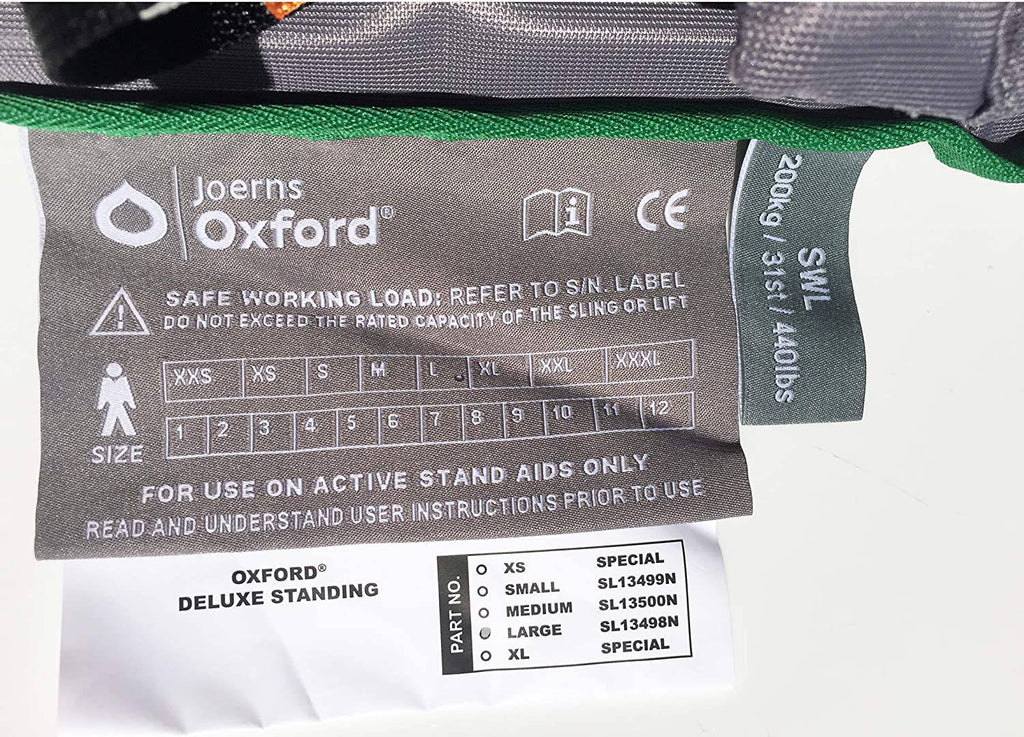 Joerns
Oxford®
CE
SAFE WORKING LOAD: REFER TO S/N. LABEL
DO NOT EXCEED THE RATED CAPACITY OF THE SLING OR LIFT
XXS XS S M L XL XXL XXXL
1 2 3 4 5 6 7 8 9 10 11 12
SIZE
FOR USE ON ACTIVE STAND AIDS ONLY
READ AND UNDERSTAND USER INSTRUCTIONS PRIOR TO USE
SWL
200kg / 31st / 440lbs
OXFORD®
DELUXE STANDING
PART NO.
XS SPECIAL
SMALL SL13499N
MEDIUM SL13500N
LARGE SL13498N
XL SPECIAL